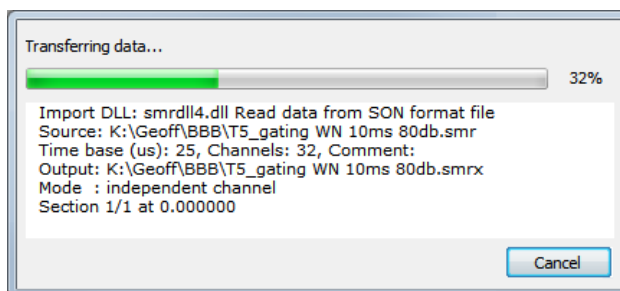 Transferring data...
32%
Import DLL: smrdll4.dll Read data from SON format file
Source: K:\Geoff\BBB\T5_gating WN 10ms 80db.smr
Time base (us): 25, Channels: 32, Comment:
Output: K:\Geoff\BBB\T5_gating WN 10ms 80db.smrx
Mode  : independent channel
Section 1/1 at 0.000000
Cancel